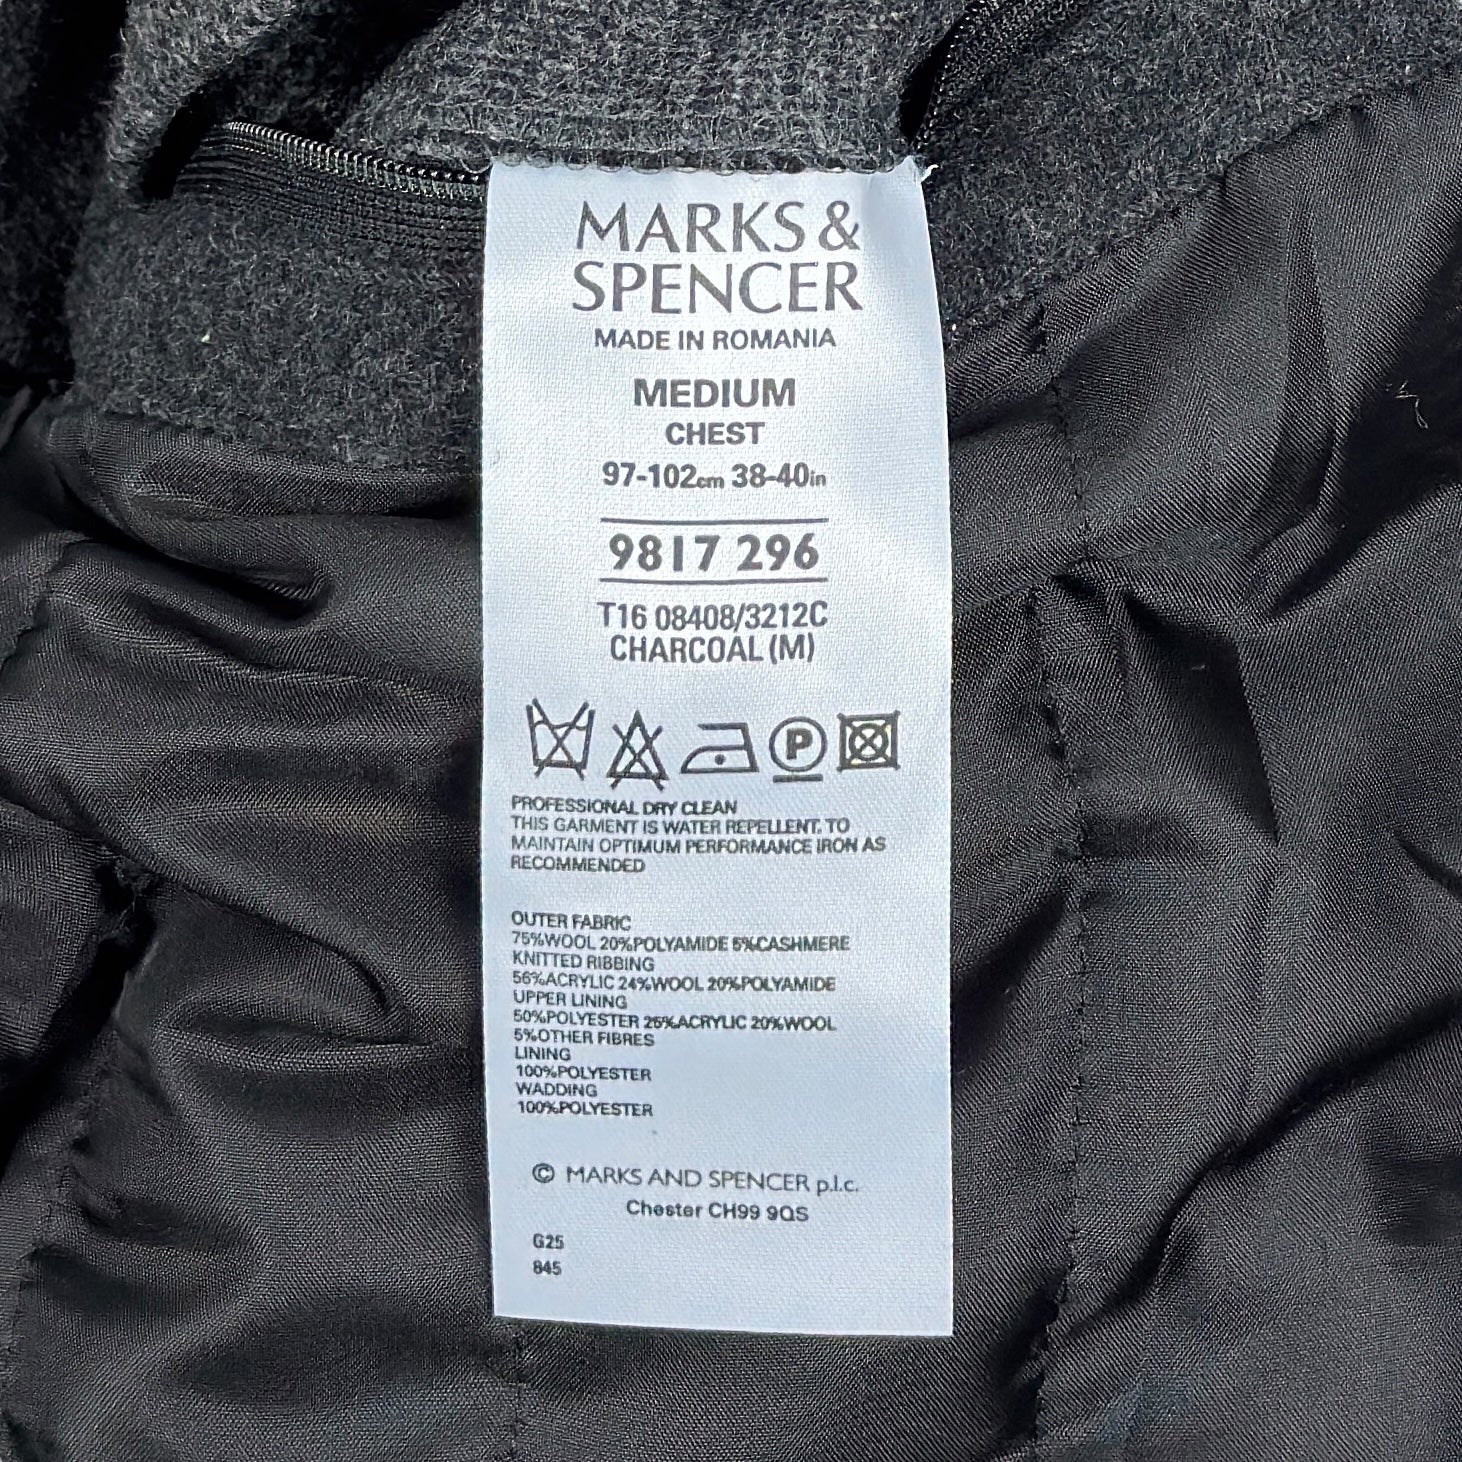 MARKS &
SPENCER
MADE IN ROMANIA
MEDIUM
CHEST
97-102cm 38-40in
9817 296
T16 08408/3212C
CHARCOAL (M)
P
PROFESSIONAL DRY CLEAN
THIS GARMENT IS WATER REPELLENT. TO
MAINTAIN OPTIMUM PERFORMANCE IRON AS
RECOMMENDED
OUTER FABRIC
75%WOOL 20%POLYAMIDE 5%CASHMERE
KNITTED RIBBING
56%ACRYLIC 24%WOOL 20%POLYAMIDE
UPPER LINING
50%POLYESTER 25%ACRYLIC 20%WOOL
5%OTHER FIBRES
LINING
100%POLYESTER
WADDING
100%POLYESTER
© MARKS AND SPENCER p.l.c.
Chester CH99 9QS
G25
845